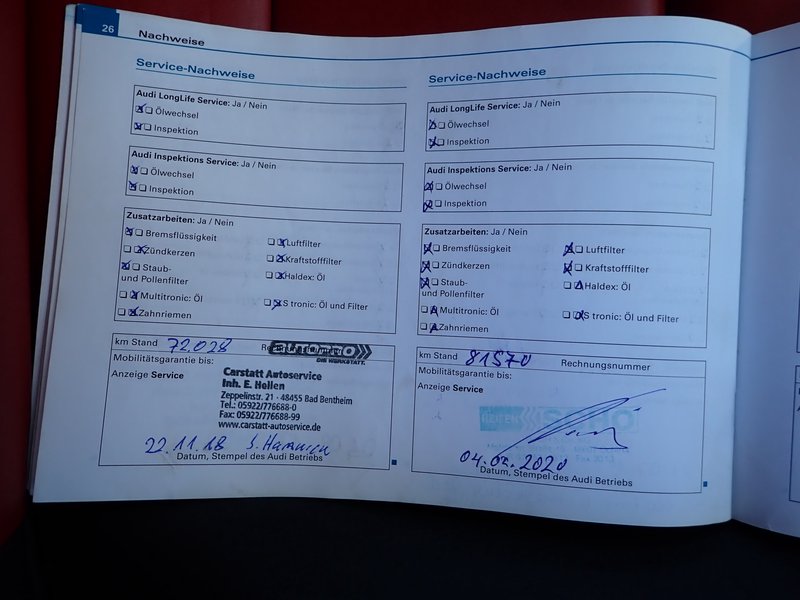 26
Nachweise
Service-Nachweise
Audi LongLife Service: Ja / Nein
Ölwechsel
Inspektion
Audi Inspektions Service: Ja / Nein
Ölwechsel
Inspektion
Zusatzarbeiten: Ja / Nein
Bremsflüssigkeit
Luftfilter
Zündkerzen
Kraftstofffilter
Staub-
und Pollenfilter
Haldex: Öl
Multitronic: Öl
S tronic: Öl und Filter
Zahnriemen
km Stand 72.028
autoPRO
DIE WERKSTATT.
Mobilitätsgarantie bis:
Anzeige Service
Carstatt Autoservice
Inh. E. Hellen
Zeppelinstr. 21 · 48455 Bad Bentheim
Tel.: 05922/776688-0
Fax: 05922/776688-99
www.carstatt-autoservice.de
22.11.18
Datum, Stempel des Audi Betriebs
Service-Nachweise
Audi LongLife Service: Ja / Nein
Ölwechsel
Inspektion
Audi Inspektions Service: Ja / Nein
Ölwechsel
Inspektion
Zusatzarbeiten: Ja / Nein
Bremsflüssigkeit
Luftfilter
Zündkerzen
Kraftstofffilter
Staub-
und Pollenfilter
Haldex: Öl
Multitronic: Öl
S tronic: Öl und Filter
Zahnriemen
km Stand 81570
Rechnungsnummer
Mobilitätsgarantie bis:
Anzeige Service
REIFEN
04.02.2020
Datum, Stempel des Audi Betriebs